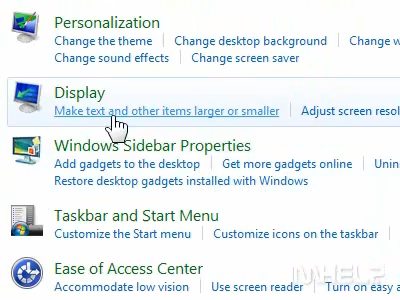 Personalization
Change the theme Change desktop background Change w
Change sound effects Change screen saver
Display
Make text and other items larger or smaller Adjust screen resol
Windows Sidebar Properties
Add gadgets to the desktop Get more gadgets online Unins
Restore desktop gadgets installed with Windows
Taskbar and Start Menu
Customize the Start menu Customize icons on the taskbar
Ease of Access Center
Accommodate low vision Use screen reader Turn on easy a